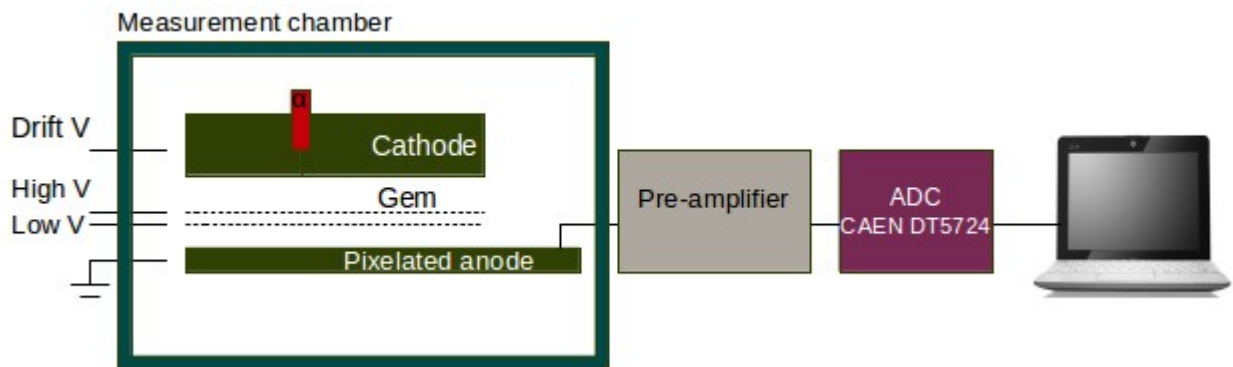 Measurement chamber
α
Drift V
Cathode
High V
Gem
Low V
Pixelated anode
Pre-amplifier
ADC
CAEN DT5724